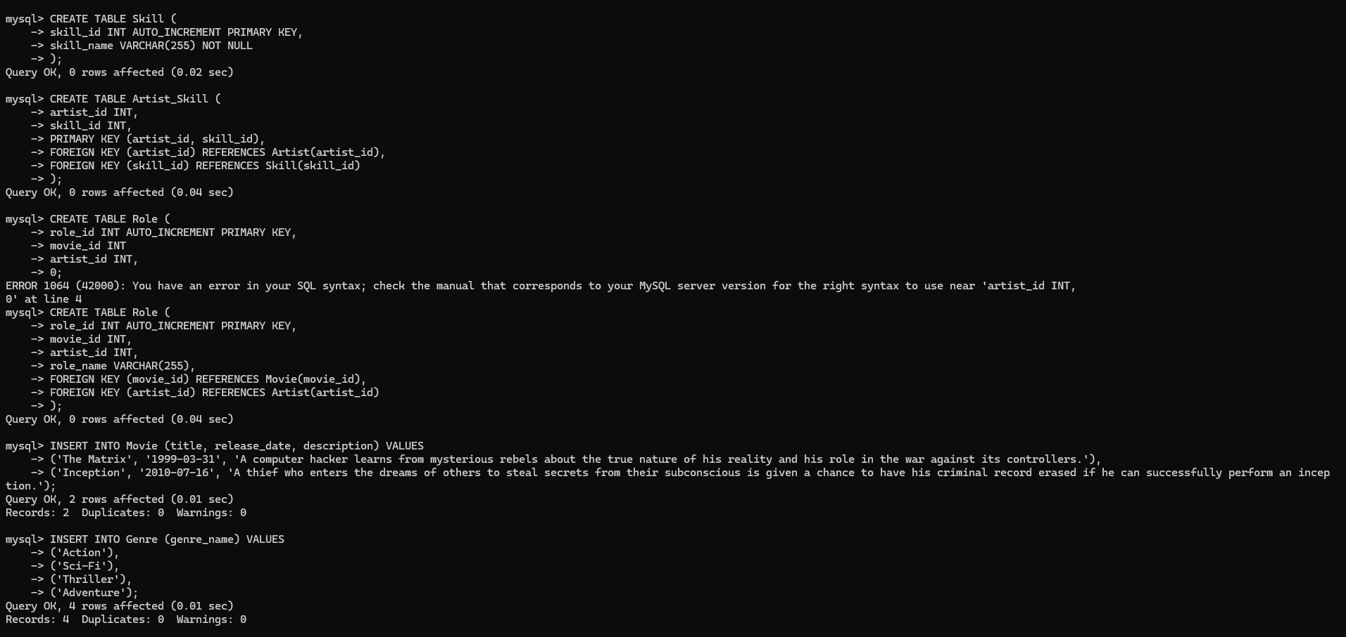 mysql> CREATE TABLE Skill (
    -> skill_id INT AUTO_INCREMENT PRIMARY KEY,
    -> skill_name VARCHAR(255) NOT NULL
    -> );
Query OK, 0 rows affected (0.02 sec)

mysql> CREATE TABLE Artist_Skill (
    -> artist_id INT,
    -> skill_id INT,
    -> PRIMARY KEY (artist_id, skill_id),
    -> FOREIGN KEY (artist_id) REFERENCES Artist(artist_id),
    -> FOREIGN KEY (skill_id) REFERENCES Skill(skill_id)
    -> );
Query OK, 0 rows affected (0.04 sec)

mysql> CREATE TABLE Role (
    -> role_id INT AUTO_INCREMENT PRIMARY KEY,
    -> movie_id INT
    -> artist_id INT,
    -> 0;
ERROR 1064 (42000): You have an error in your SQL syntax; check the manual that corresponds to your MySQL server version for the right syntax to use near 'artist_id INT,
0' at line 4
mysql> CREATE TABLE Role (
    -> role_id INT AUTO_INCREMENT PRIMARY KEY,
    -> movie_id INT,
    -> artist_id INT,
    -> role_name VARCHAR(255),
    -> FOREIGN KEY (movie_id) REFERENCES Movie(movie_id),
    -> FOREIGN KEY (artist_id) REFERENCES Artist(artist_id)
    -> );
Query OK, 0 rows affected (0.04 sec)

mysql> INSERT INTO Movie (title, release_date, description) VALUES
    -> ('The Matrix', '1999-03-31', 'A computer hacker learns from mysterious rebels about the true nature of his reality and his role in the war against its controllers.'),
    -> ('Inception', '2010-07-16', 'A thief who enters the dreams of others to steal secrets from their subconscious is given a chance to have his criminal record erased if he can successfully perform an incep
tion.');
Query OK, 2 rows affected (0.01 sec)
Records: 2  Duplicates: 0  Warnings: 0

mysql> INSERT INTO Genre (genre_name) VALUES
    -> ('Action'),
    -> ('Sci-Fi'),
    -> ('Thriller'),
    -> ('Adventure');
Query OK, 4 rows affected (0.01 sec)
Records: 4  Duplicates: 0  Warnings: 0